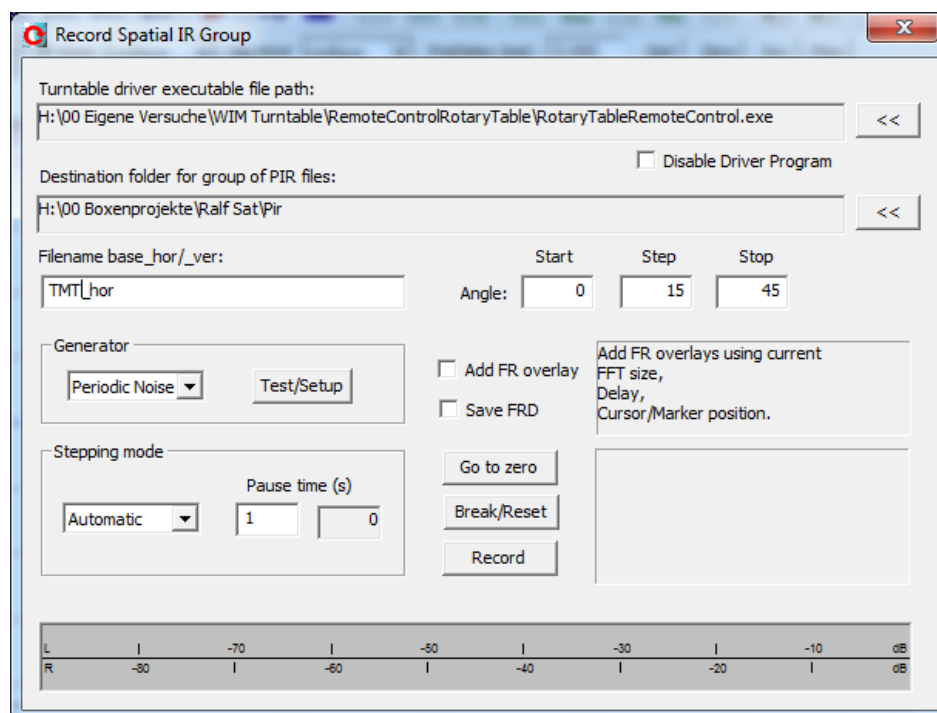 Record Spatial IR Group
X
Turntable driver executable file path:
H:\00 Eigene Versuche\WIM Turntable\RemoteControlRotaryTable\RotaryTableRemoteControl.exe
<<
Disable Driver Program
Destination folder for group of PIR files:
H:\00 Boxenprojekte\Ralf Sat\Pir
<<
Filename base_hor/_ver:
Start Step Stop
TMT_hor
Angle: 0 15 45
Generator
Periodic Noise
Test/Setup
Add FR overlay
Save FRD
Add FR overlays using current
FFT size,
Delay,
Cursor/Marker position.
Stepping mode
Pause time (s)
Automatic
1
0
Go to zero
Break/Reset
Record
L -70 -50 -30 -10 dB
R -80 -60 -40 -20 dB